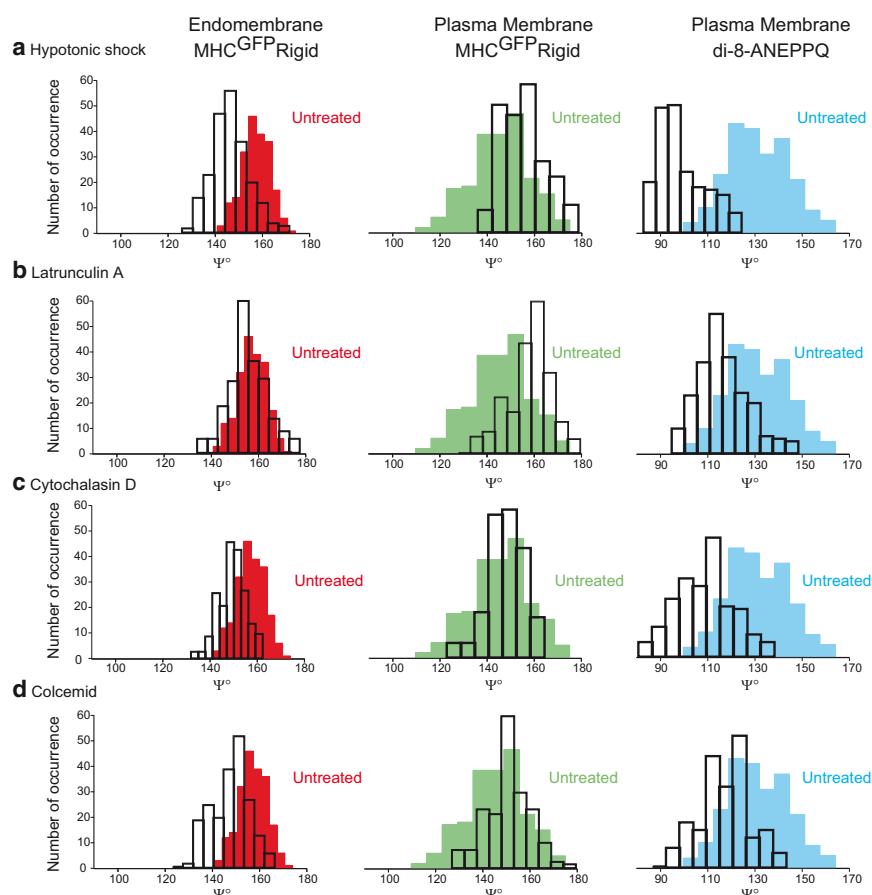 Endomembrane
MHCGFPRigid
Plasma Membrane
MHCGFPRigid
Plasma Membrane
di-8-ANEPPQ
a Hypotonic shock
Number of occurrence
60
50
40
30
20
10
0
Untreated
100 120 140 160 180
Ψ°
Untreated
100 120 140 160 180
Ψ°
Untreated
90 110 130 150 170
Ψ°
b Latrunculin A
Number of occurrence
60
50
40
30
20
10
0
Untreated
100 120 140 160 180
Ψ°
Untreated
100 120 140 160 180
Ψ°
Untreated
90 110 130 150 170
Ψ°
c Cytochalasin D
Number of occurrence
60
50
40
30
20
10
0
Untreated
100 120 140 160 180
Ψ°
Untreated
100 120 140 160 180
Ψ°
Untreated
90 110 130 150 170
Ψ°
d Colcemid
Number of occurrence
60
50
40
30
20
10
0
Untreated
100 120 140 160 180
Ψ°
Untreated
100 120 140 160 180
Ψ°
Untreated
90 110 130 150 170
Ψ°